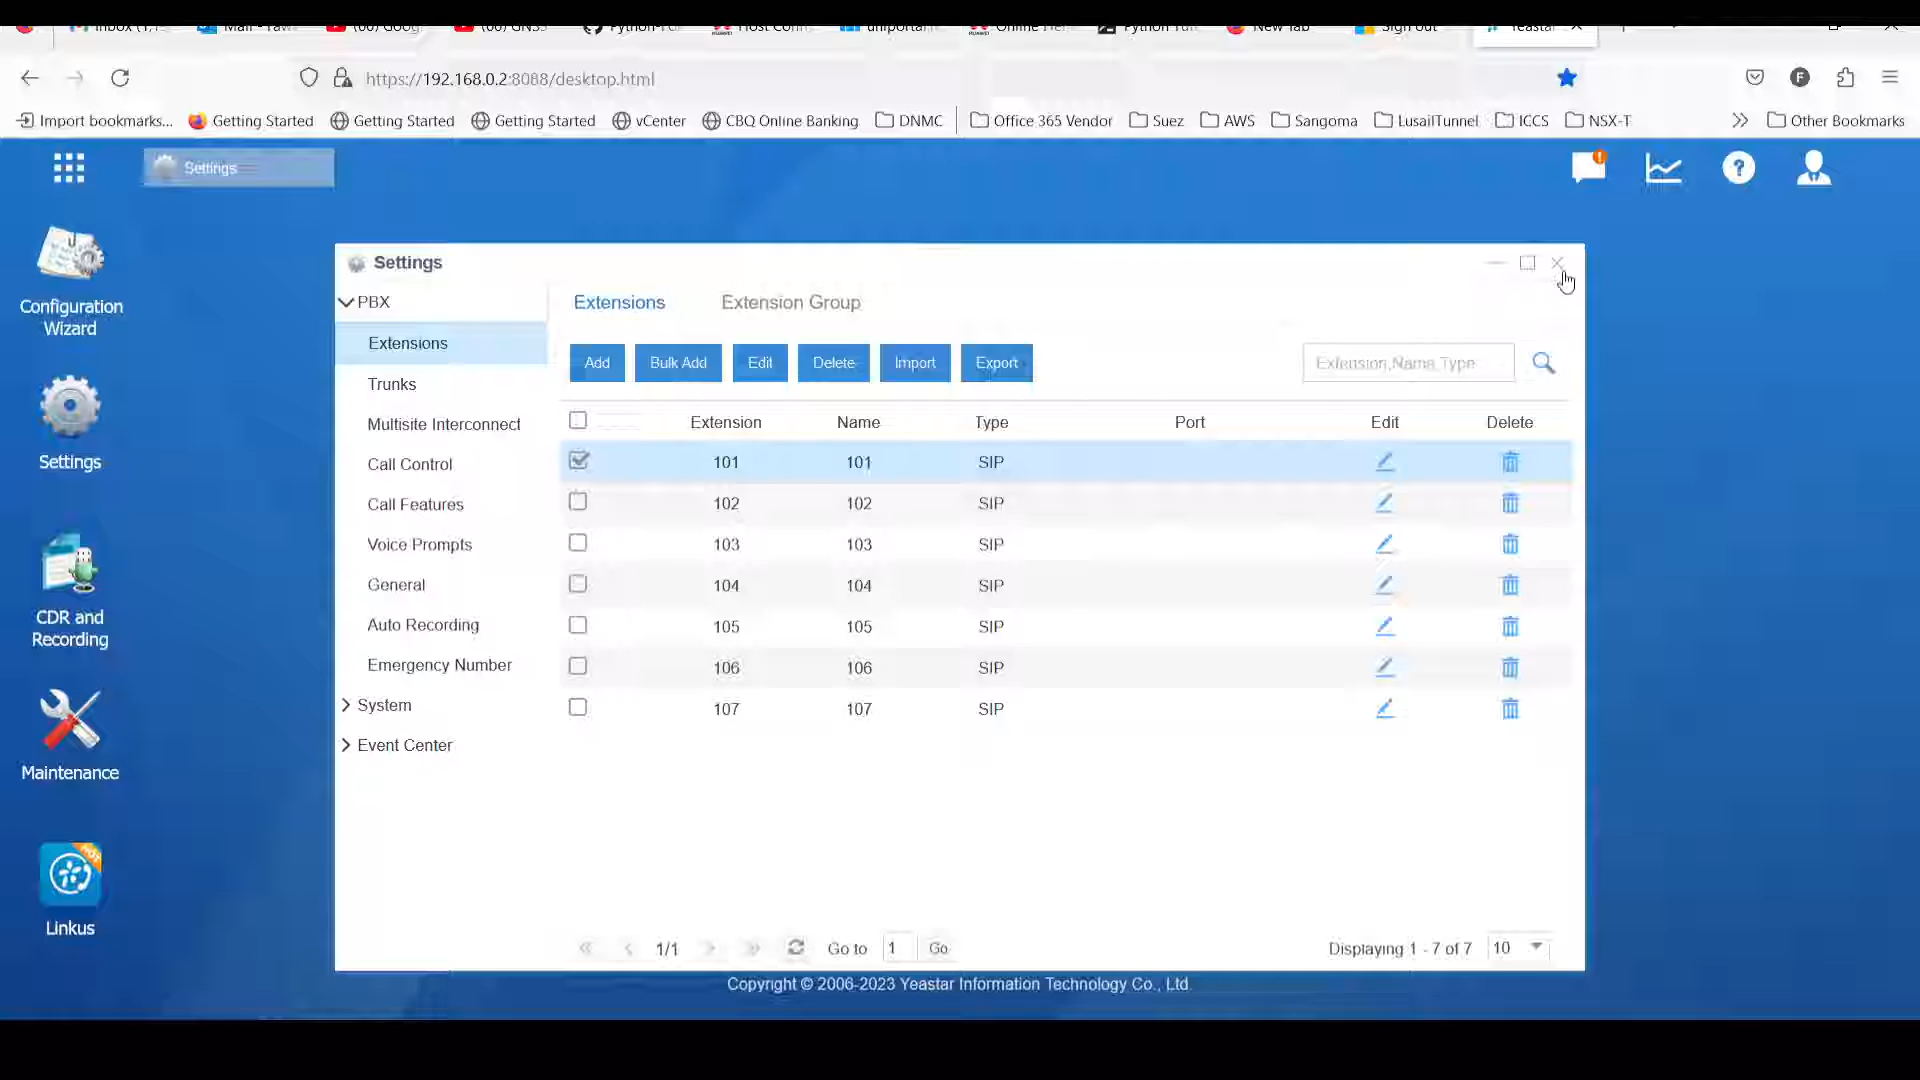 https://192.168.0.2:8088/desktop.html
Import bookmarks... Getting Started Getting Started Getting Started vCenter CBQ Online Banking DNMC Office 365 Vendor Suez AWS Sangoma LusailTunnel ICCS NSX-T Other Bookmarks
Settings
Configuration
Wizard
Settings
CDR and
Recording
Maintenance
HOT
Linkus
Settings
PBX
Extensions
Trunks
Multisite Interconnect
Call Control
Call Features
Voice Prompts
General
Auto Recording
Emergency Number
System
Event Center
Extensions Extension Group
Add Bulk Add Edit Delete Import Export Extension,Name,Type
Extension Name Type Port Edit Delete
101 101 SIP
102 102 SIP
103 103 SIP
104 104 SIP
105 105 SIP
106 106 SIP
107 107 SIP
1/1 Go to 1 Go Displaying 1 - 7 of 7 10
Copyright © 2006-2023 Yeastar Information Technology Co., Ltd.